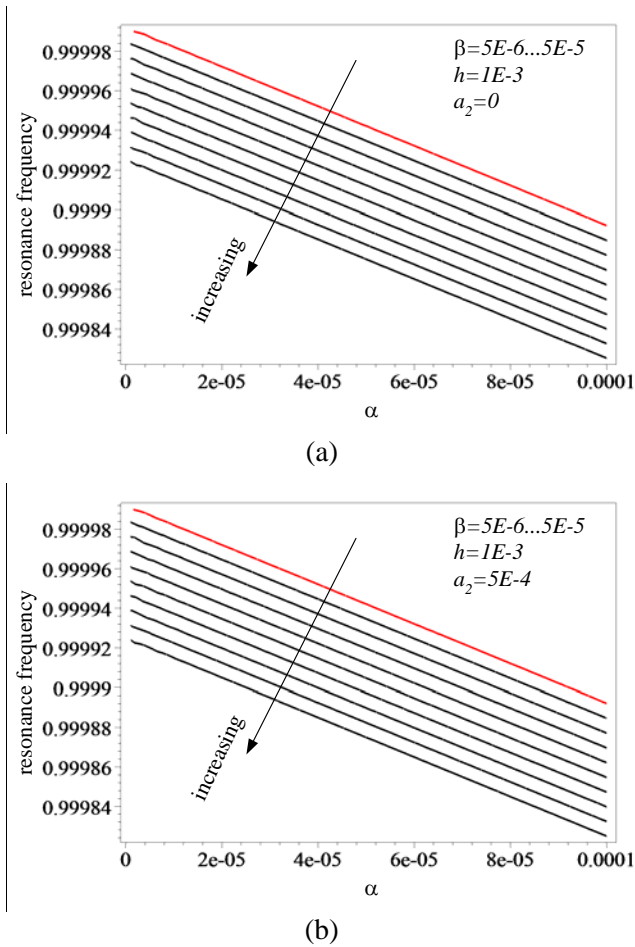 0.99998
0.99996
0.99994
0.99992
0.9999
0.99988
0.99986
0.99984
resonance frequency
β=5E-6...5E-5
h=1E-3
a₂=0
increasing
0
2e-05
4e-05
6e-05
8e-05
0.0001
α
(a)
0.99998
0.99996
0.99994
0.99992
0.9999
0.99988
0.99986
0.99984
resonance frequency
β=5E-6...5E-5
h=1E-3
a₂=5E-4
increasing
0
2e-05
4e-05
6e-05
8e-05
0.0001
α
(b)